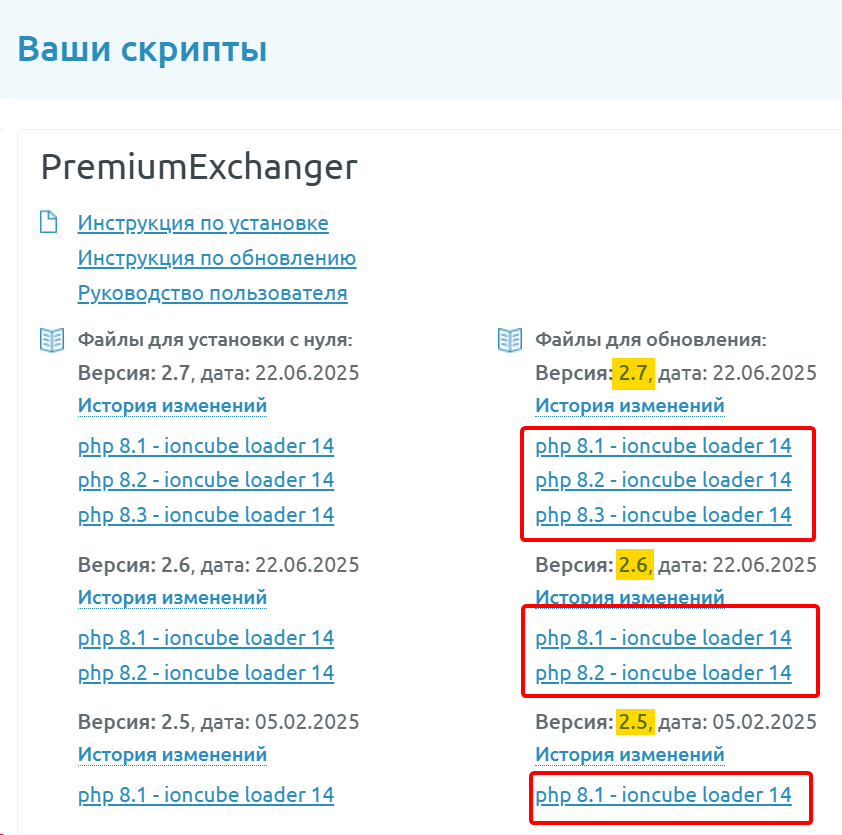 Ваши скрипты
PremiumExchanger
Инструкция по установке
Инструкция по обновлению
Руководство пользователя
Файлы для установки с нуля:
Версия: 2.7, дата: 22.06.2025
История изменений
php 8.1 - ioncube loader 14
php 8.2 - ioncube loader 14
php 8.3 - ioncube loader 14
Версия: 2.6, дата: 22.06.2025
История изменений
php 8.1 - ioncube loader 14
php 8.2 - ioncube loader 14
Версия: 2.5, дата: 05.02.2025
История изменений
php 8.1 - ioncube loader 14
Файлы для обновления:
Версия: 2.7, дата: 22.06.2025
История изменений
php 8.1 - ioncube loader 14
php 8.2 - ioncube loader 14
php 8.3 - ioncube loader 14
Версия: 2.6, дата: 22.06.2025
История изменений
php 8.1 - ioncube loader 14
php 8.2 - ioncube loader 14
Версия: 2.5, дата: 05.02.2025
История изменений
php 8.1 - ioncube loader 14